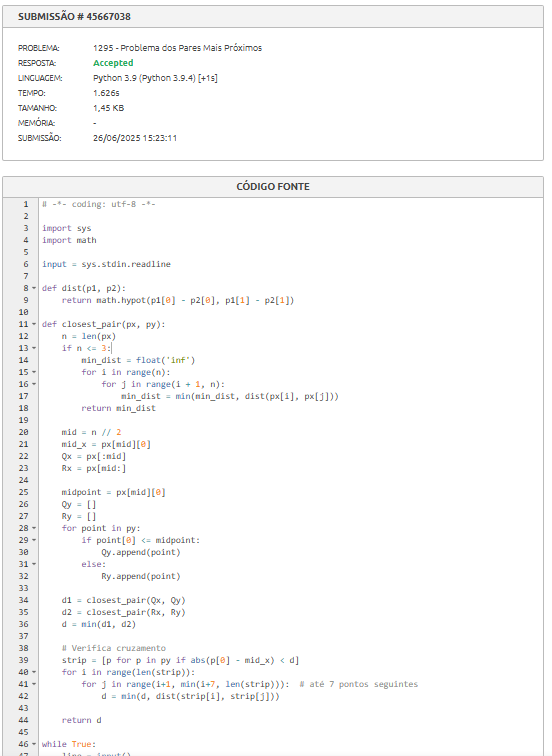 SUBMISSÃO # 45667038
PROBLEMA: 1295 - Problema dos Pares Mais Próximos
RESPOSTA: Accepted
LINGUAGEM: Python 3.9 (Python 3.9.4) [+1s]
TEMPO: 1.626s
TAMANHO: 1,45 KB
MEMÓRIA: -
SUBMISSÃO: 26/06/2025 15:23:11
CÓDIGO FONTE
1 # -*- coding: utf-8 -*-
2
3 import sys
4 import math
5
6 input = sys.stdin.readline
7
8 def dist(p1, p2):
9     return math.hypot(p1[0] - p2[0], p1[1] - p2[1])
10
11 def closest_pair(px, py):
12     n = len(px)
13     if n <= 3:
14         min_dist = float('inf')
15         for i in range(n):
16             for j in range(i + 1, n):
17                 min_dist = min(min_dist, dist(px[i], px[j]))
18         return min_dist
19
20     mid = n // 2
21     mid_x = px[mid][0]
22     Qx = px[:mid]
23     Rx = px[mid:]
24
25     midpoint = px[mid][0]
26     Qy = []
27     Ry = []
28     for point in py:
29         if point[0] <= midpoint:
30             Qy.append(point)
31         else:
32             Ry.append(point)
33
34     d1 = closest_pair(Qx, Qy)
35     d2 = closest_pair(Rx, Ry)
36     d = min(d1, d2)
37
38     # Verifica cruzamento
39     strip = [p for p in py if abs(p[0] - mid_x) < d]
40     for i in range(len(strip)):
41         for j in range(i+1, min(i+7, len(strip))):  # até 7 pontos seguintes
42             d = min(d, dist(strip[i], strip[j]))
43
44     return d
45
46 while True:
47     line = input()